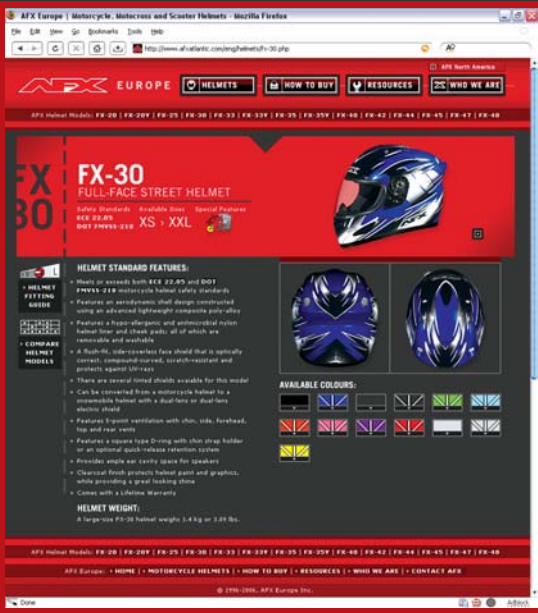 AFX Europe | Motorcycle, Motocross and Scooter Helmets - Mozilla Firefox
File Edit View Go Bookmarks Tools Help
http://www.afxatlantic.com/eng/helmets/fx-30.php
AFX North America
AFX EUROPE HELMETS HOW TO BUY RESOURCES WHO WE ARE
AFX Helmet Models: FX-20 | FX-20Y | FX-25 | FX-30 | FX-33 | FX-33Y | FX-35 | FX-35Y | FX-40 | FX-42 | FX-44 | FX-45 | FX-47 | FX-48
FX
30
FX-30
FULL-FACE STREET HELMET
Safety Standards Available Sizes Special Features
ECE 22.05
DOT FMVSS-218
XS > XXL
L
> HELMET
FITTING
GUIDE
> COMPARE
HELMET
MODELS
HELMET STANDARD FEATURES:
» Meets or exceeds both ECE 22.05 and DOT
FMVSS-218 motorcycle helmet safety standards
» Features an aerodynamic shell design constructed
using an advanced lightweight composite poly-alloy
» Features a hypo-allergenic and antimicrobial nylon
helmet liner and cheek pads; all of which are
removable and washable
» A flush-fit, side-coverless face shield that is optically
correct, compound-curved, scratch-resistant and
protects against UV-rays
» There are several tinted shields available for this model
» Can be converted from a motorcycle helmet to a
snowmobile helmet with a dual-lens or dual-lens
electric shield
» Features 5-point ventilation with chin, side, forehead,
top and rear vents
» Features a square type D-ring with chin strap holder
or an optional quick-release retention system
» Provides ample ear cavity space for speakers
» Clearcoat finish protects helmet paint and graphics,
while providing a great looking shine
» Comes with a Lifetime Warranty
HELMET WEIGHT:
A large-size FX-30 helmet weighs 1.4 kg or 3.09 lbs.
AVAILABLE COLOURS:
AFX Helmet Models: FX-20 | FX-20Y | FX-25 | FX-30 | FX-33 | FX-33Y | FX-35 | FX-35Y | FX-40 | FX-42 | FX-44 | FX-45 | FX-47 | FX-48
AFX Europe: > HOME | > MOTORCYCLE HELMETS | > HOW TO BUY | > RESOURCES | > WHO WE ARE | > CONTACT AFX
© 1996-2006, AFX Europe Inc.
Done
Adblock